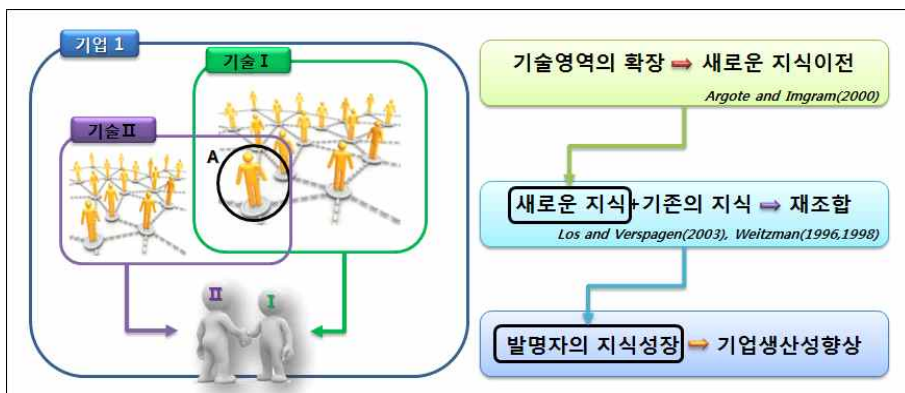 기업 1
기술 I
기술 II
A
II
I
기술영역의 확장 ⇨ 새로운 지식이전
Argote and Imgram(2000)
새로운 지식+기존의 지식 ⇨ 재조합
Los and Verspagen(2003), Weitzman(1996,1998)
발명자의 지식성장 ⇨ 기업생산성향상